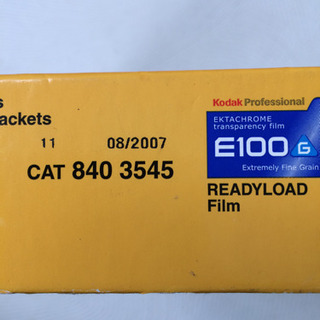 s
ackets
11 08/2007
CAT 840 3545
Kodak Professional
EKTACHROME
transparency film
E100 G
Extremely Fine Grain
READYLOAD
Film